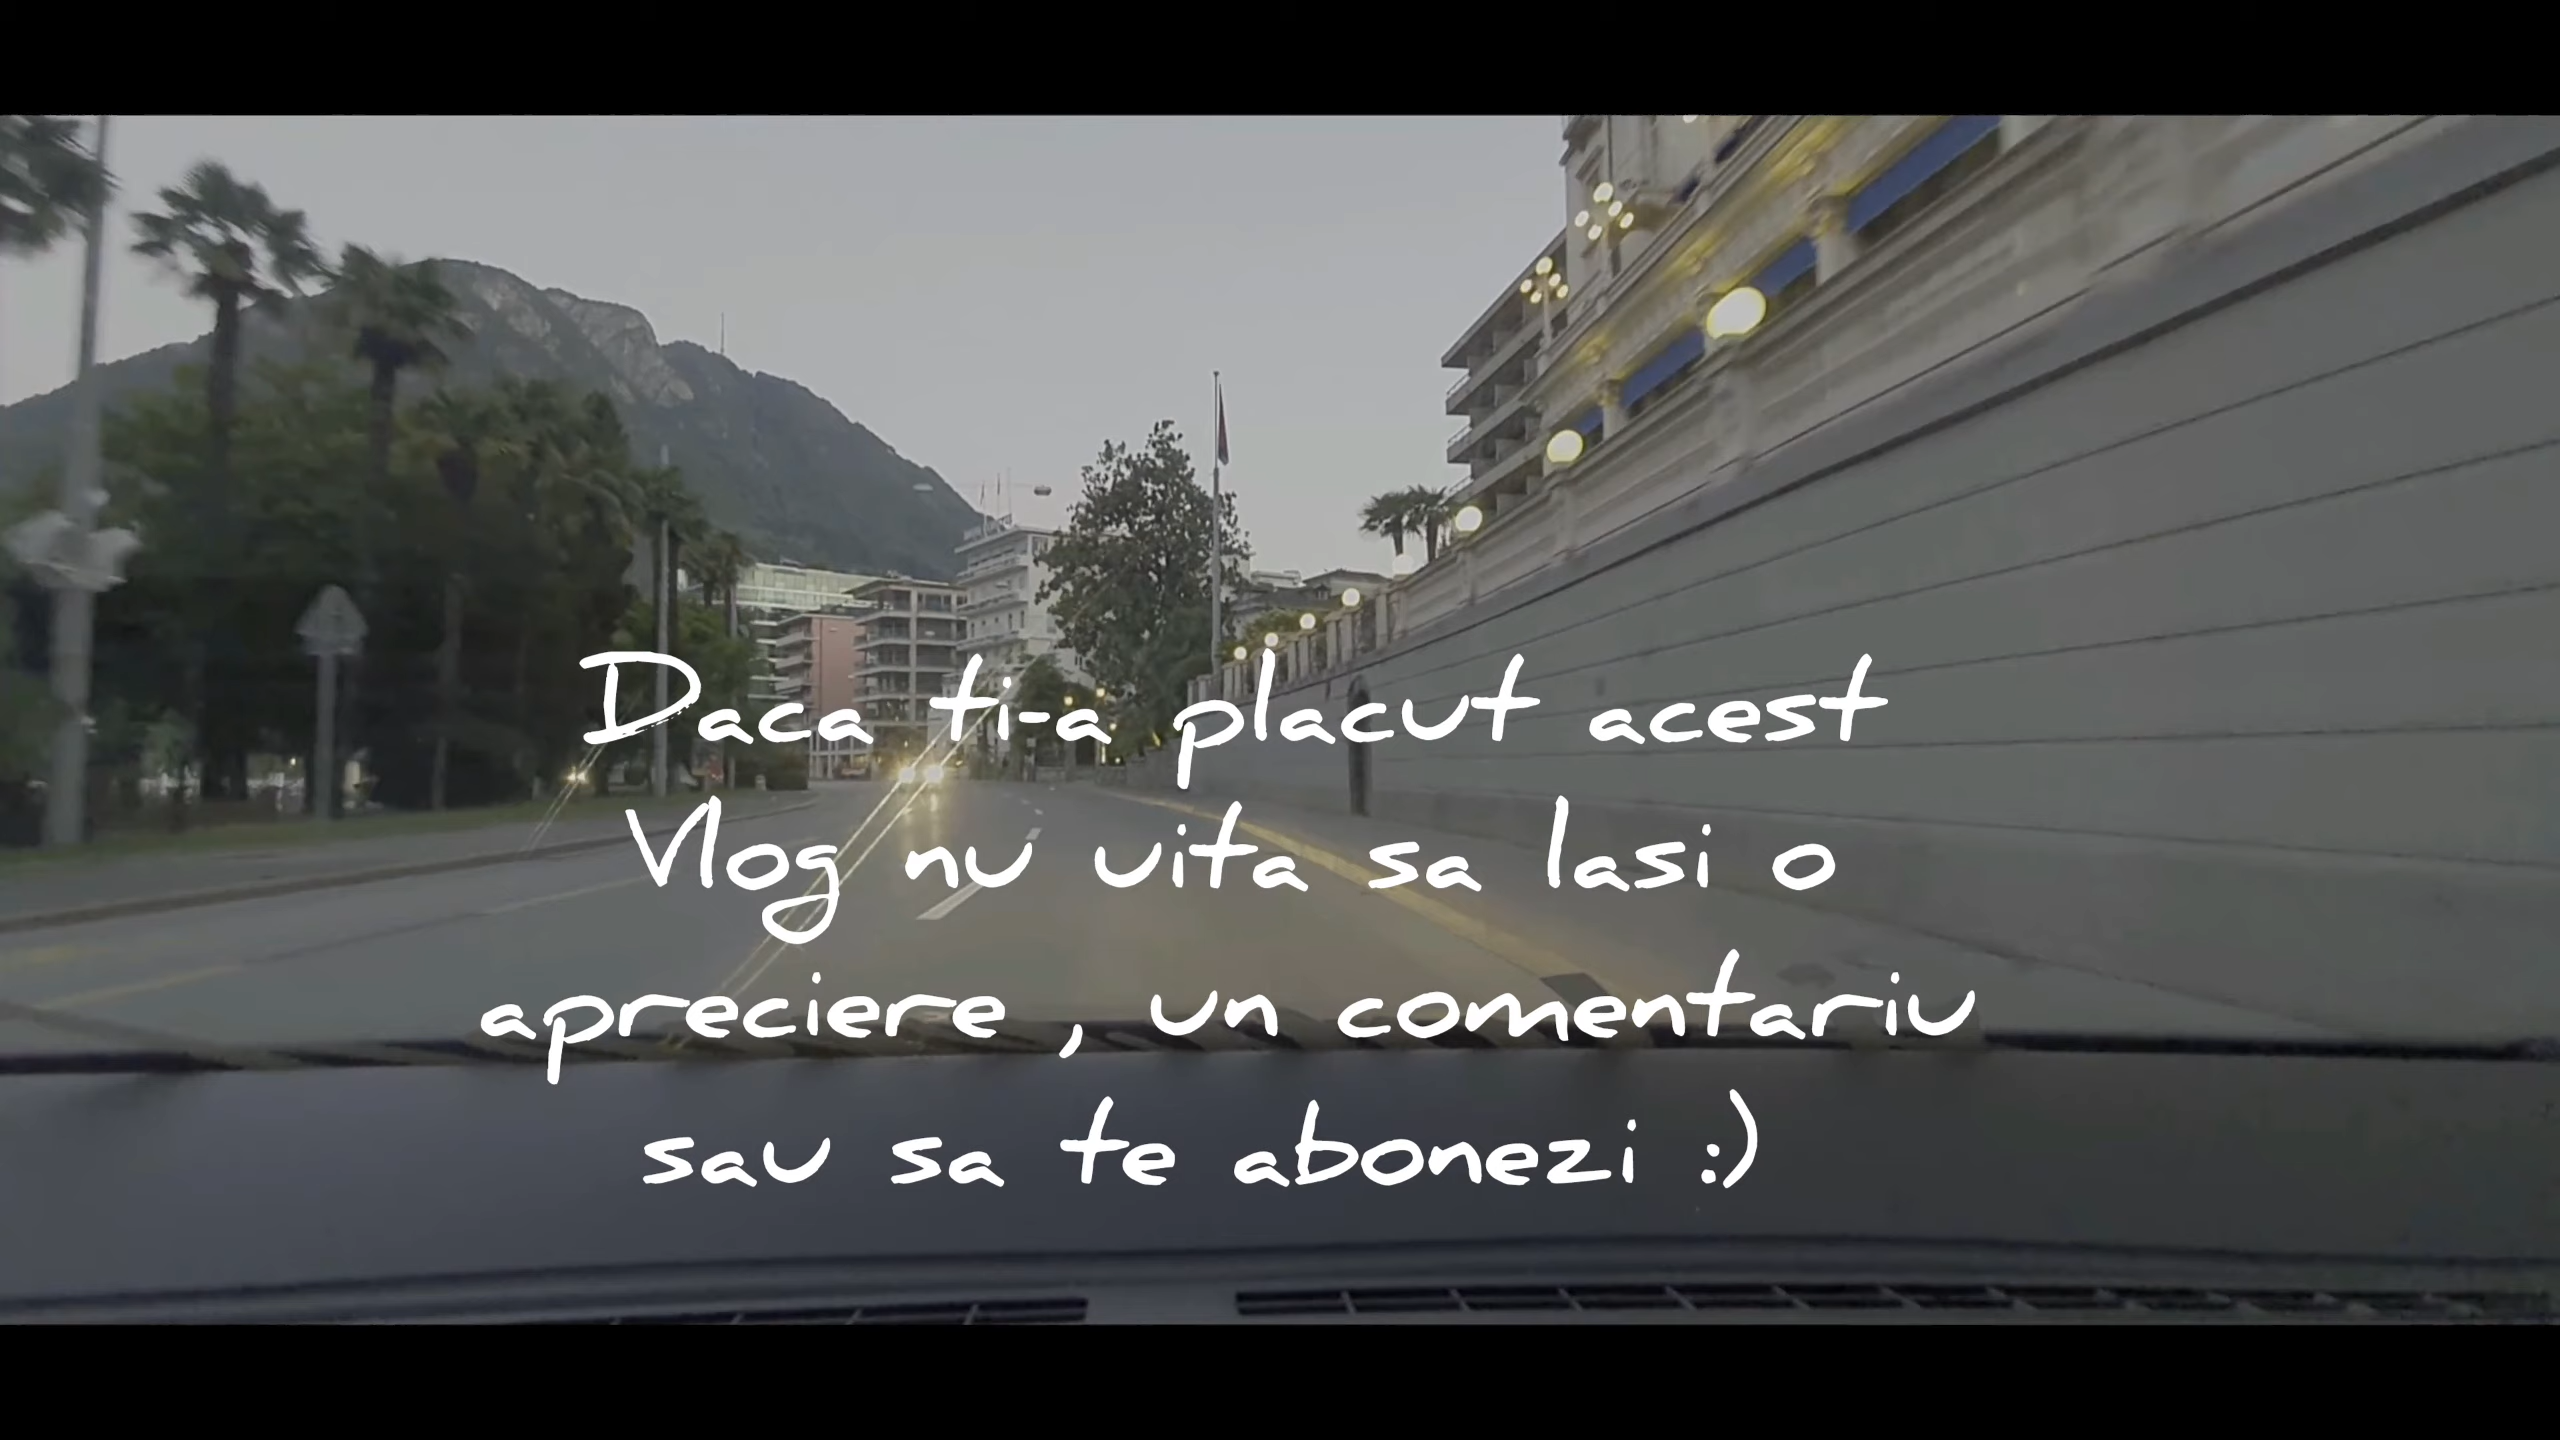 Daca ti-a placut acest
Vlog nu uita sa lasi o
apreciere , un comentariu
sau sa te abonezi :)